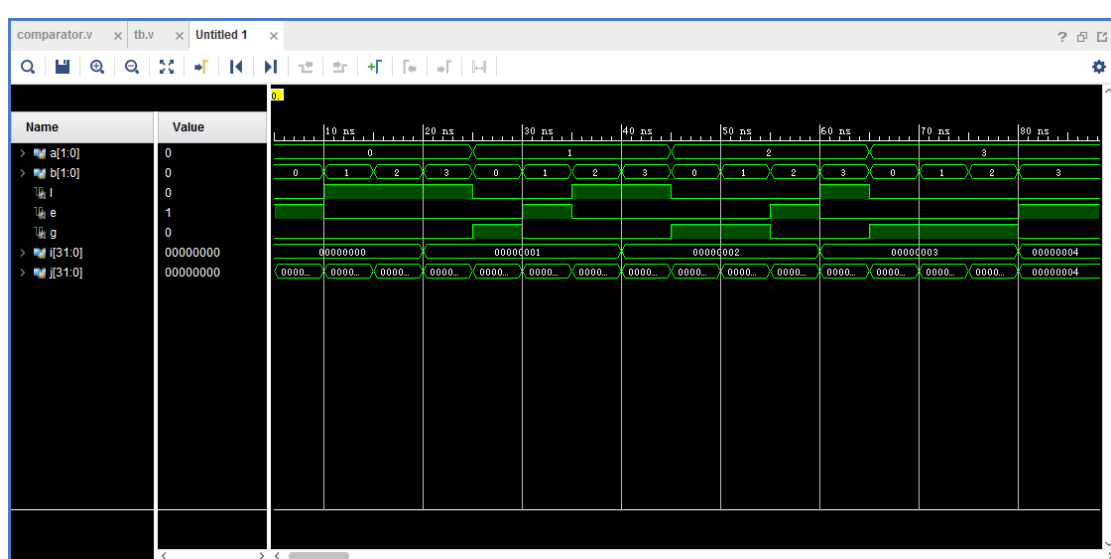 comparator.v × tb.v × Untitled 1 ×
?
0.
Name Value
10 ns 20 ns 30 ns 40 ns 50 ns 60 ns 70 ns 80 ns
> a[1:0] 0 0 1 2 3
> b[1:0] 0 0 1 2 3 0 1 2 3 0 1 2 3 0 1 2 3
l 0
e 1
g 0
> i[31:0] 00000000 00000000 00000001 00000002 00000003 00000004
> j[31:0] 00000000 0000... 0000... 0000... 0000... 0000... 0000... 0000... 0000... 0000... 0000... 0000... 0000... 0000... 0000... 0000... 00000004